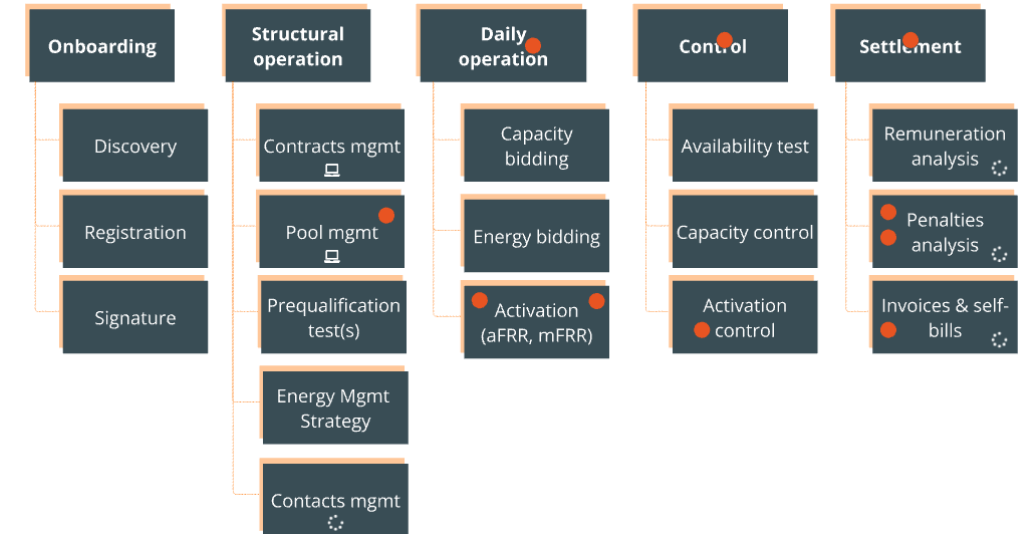 Onboarding
Discovery
Registration
Signature
Structural
operation
Contracts mgmt
Pool mgmt
Prequalification
test(s)
Energy Mgmt
Strategy
Contacts mgmt
Daily
operation
Capacity
bidding
Energy bidding
Activation
(aFRR, mFRR)
Control
Availability test
Capacity control
Activation
control
Settlement
Remuneration
analysis
Penalties
analysis
Invoices & self-
bills